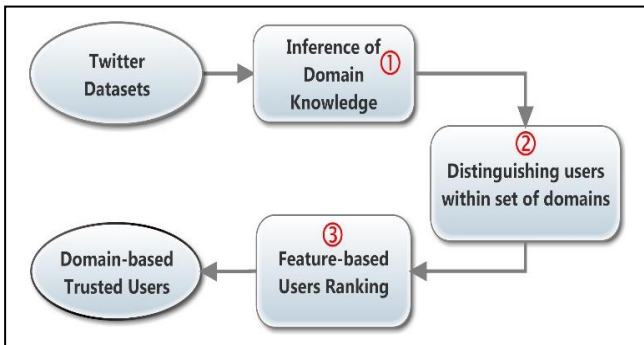 Twitter
Datasets
Inference of
Domain ①
Knowledge
②
Distinguishing users
within set of domains
③
Feature-based
Users Ranking
Domain-based
Trusted Users